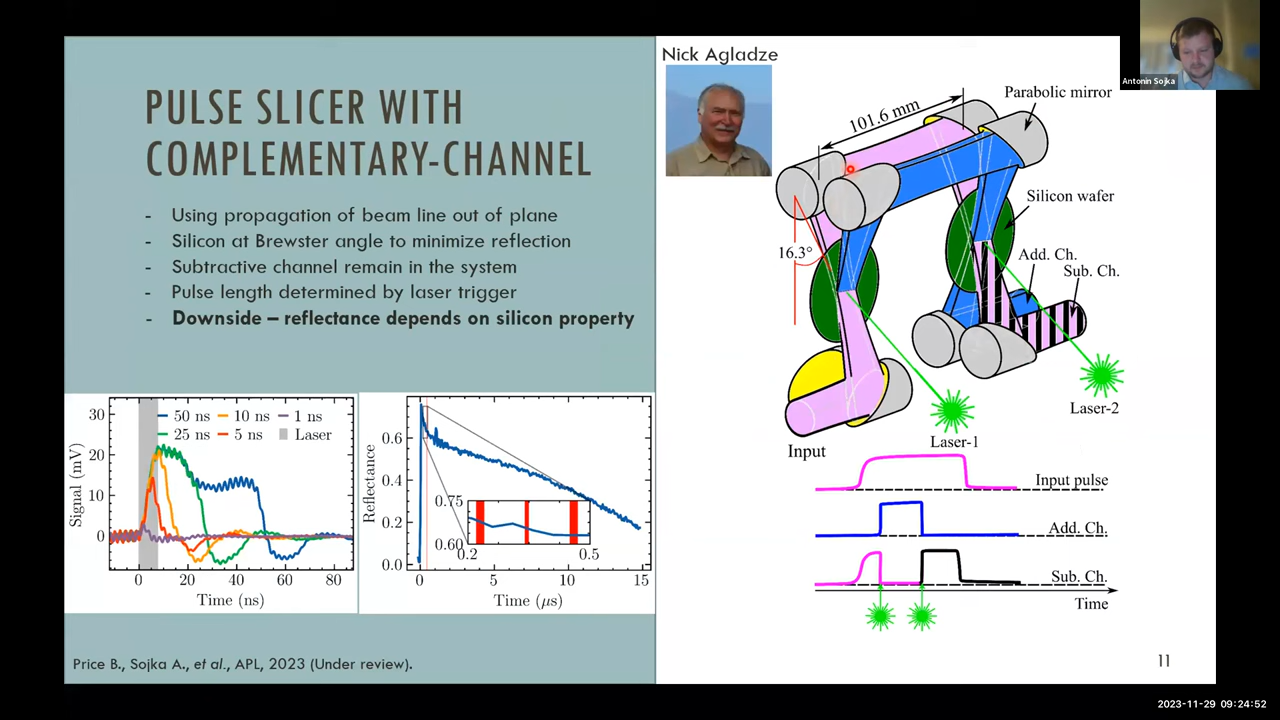 PULSE SLICER WITH
COMPLEMENTARY-CHANNEL
- Using propagation of beam line out of plane
- Silicon at Brewster angle to minimize reflection
- Subtractive channel remain in the system
- Pulse length determined by laser trigger
- Downside – reflectance depends on silicon property
Signal (mV)
30
20
10
0
50 ns
10 ns
1 ns
25 ns
5 ns
Laser
0
20
40
60
80
Time (ns)
Reflectance
0.6
0.4
0.2
0.0
0.75
0.60
0.2
0.5
0
5
10
15
Time (μs)
Price B., Sojka A., et al., APL, 2023 (Under review).
Nick Agladze
101.6 mm
Parabolic mirror
Silicon wafer
16.3°
Add. Ch.
Sub. Ch.
Laser-2
Laser-1
Input
Input pulse
Add. Ch.
Sub. Ch.
Time
11
Antonin Sojka
2023-11-29 09:24:52